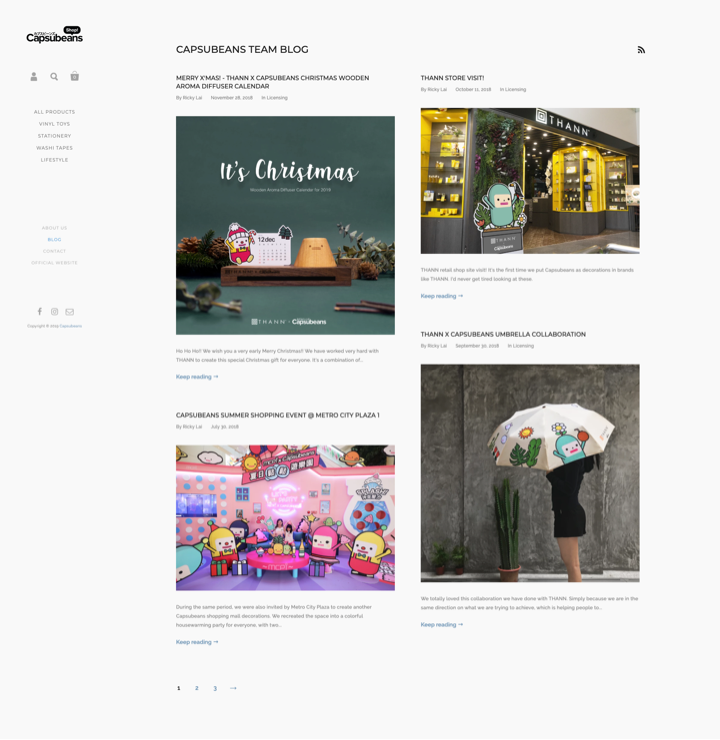 Shop!
Capsubeans
0
ALL PRODUCTS
VINYL TOYS
STATIONERY
WASHI TAPES
LIFESTYLE
ABOUT US
BLOG
CONTACT
OFFICIAL WEBSITE
Copyright © 2019 Capsubeans
CAPSUBEANS TEAM BLOG
MERRY X'MAS! - THANN X CAPSUBEANS CHRISTMAS WOODEN
AROMA DIFFUSER CALENDAR
By Ricky Lai November 28, 2018 In Licensing
It's Christmas
Wooden Aroma Diffuser Calendar for 2019
12dec
THANN × Capsubeans
Ho Ho Ho!! We wish you a very early Merry Christmas!! We have worked very hard with
THANN to create this special Christmas gift for everyone. It's a combination of...
Keep reading →
CAPSUBEANS SUMMER SHOPPING EVENT @ METRO CITY PLAZA 1
By Ricky Lai July 30, 2018
LET'S PARTY
During the same period, we were also invited by Metro City Plaza to create another
Capsubeans shopping mall decorations. We recreated the space into a colorful
housewarming party for everyone, with two...
Keep reading →
THANN STORE VISIT!
By Ricky Lai October 11, 2018 In Licensing
THANN
THANN
Capsubeans
THANN retail shop site visit! It's the first time we put Capsubeans as decorations in brands
like THANN. I'd never get tired looking at these.
Keep reading →
THANN X CAPSUBEANS UMBRELLA COLLABORATION
By Ricky Lai September 30, 2018 In Licensing
We totally loved this collaboration we have done with THANN. Simply because we are in the
same direction on what we are trying to achieve, which is helping people to...
Keep reading →
1 2 3 →